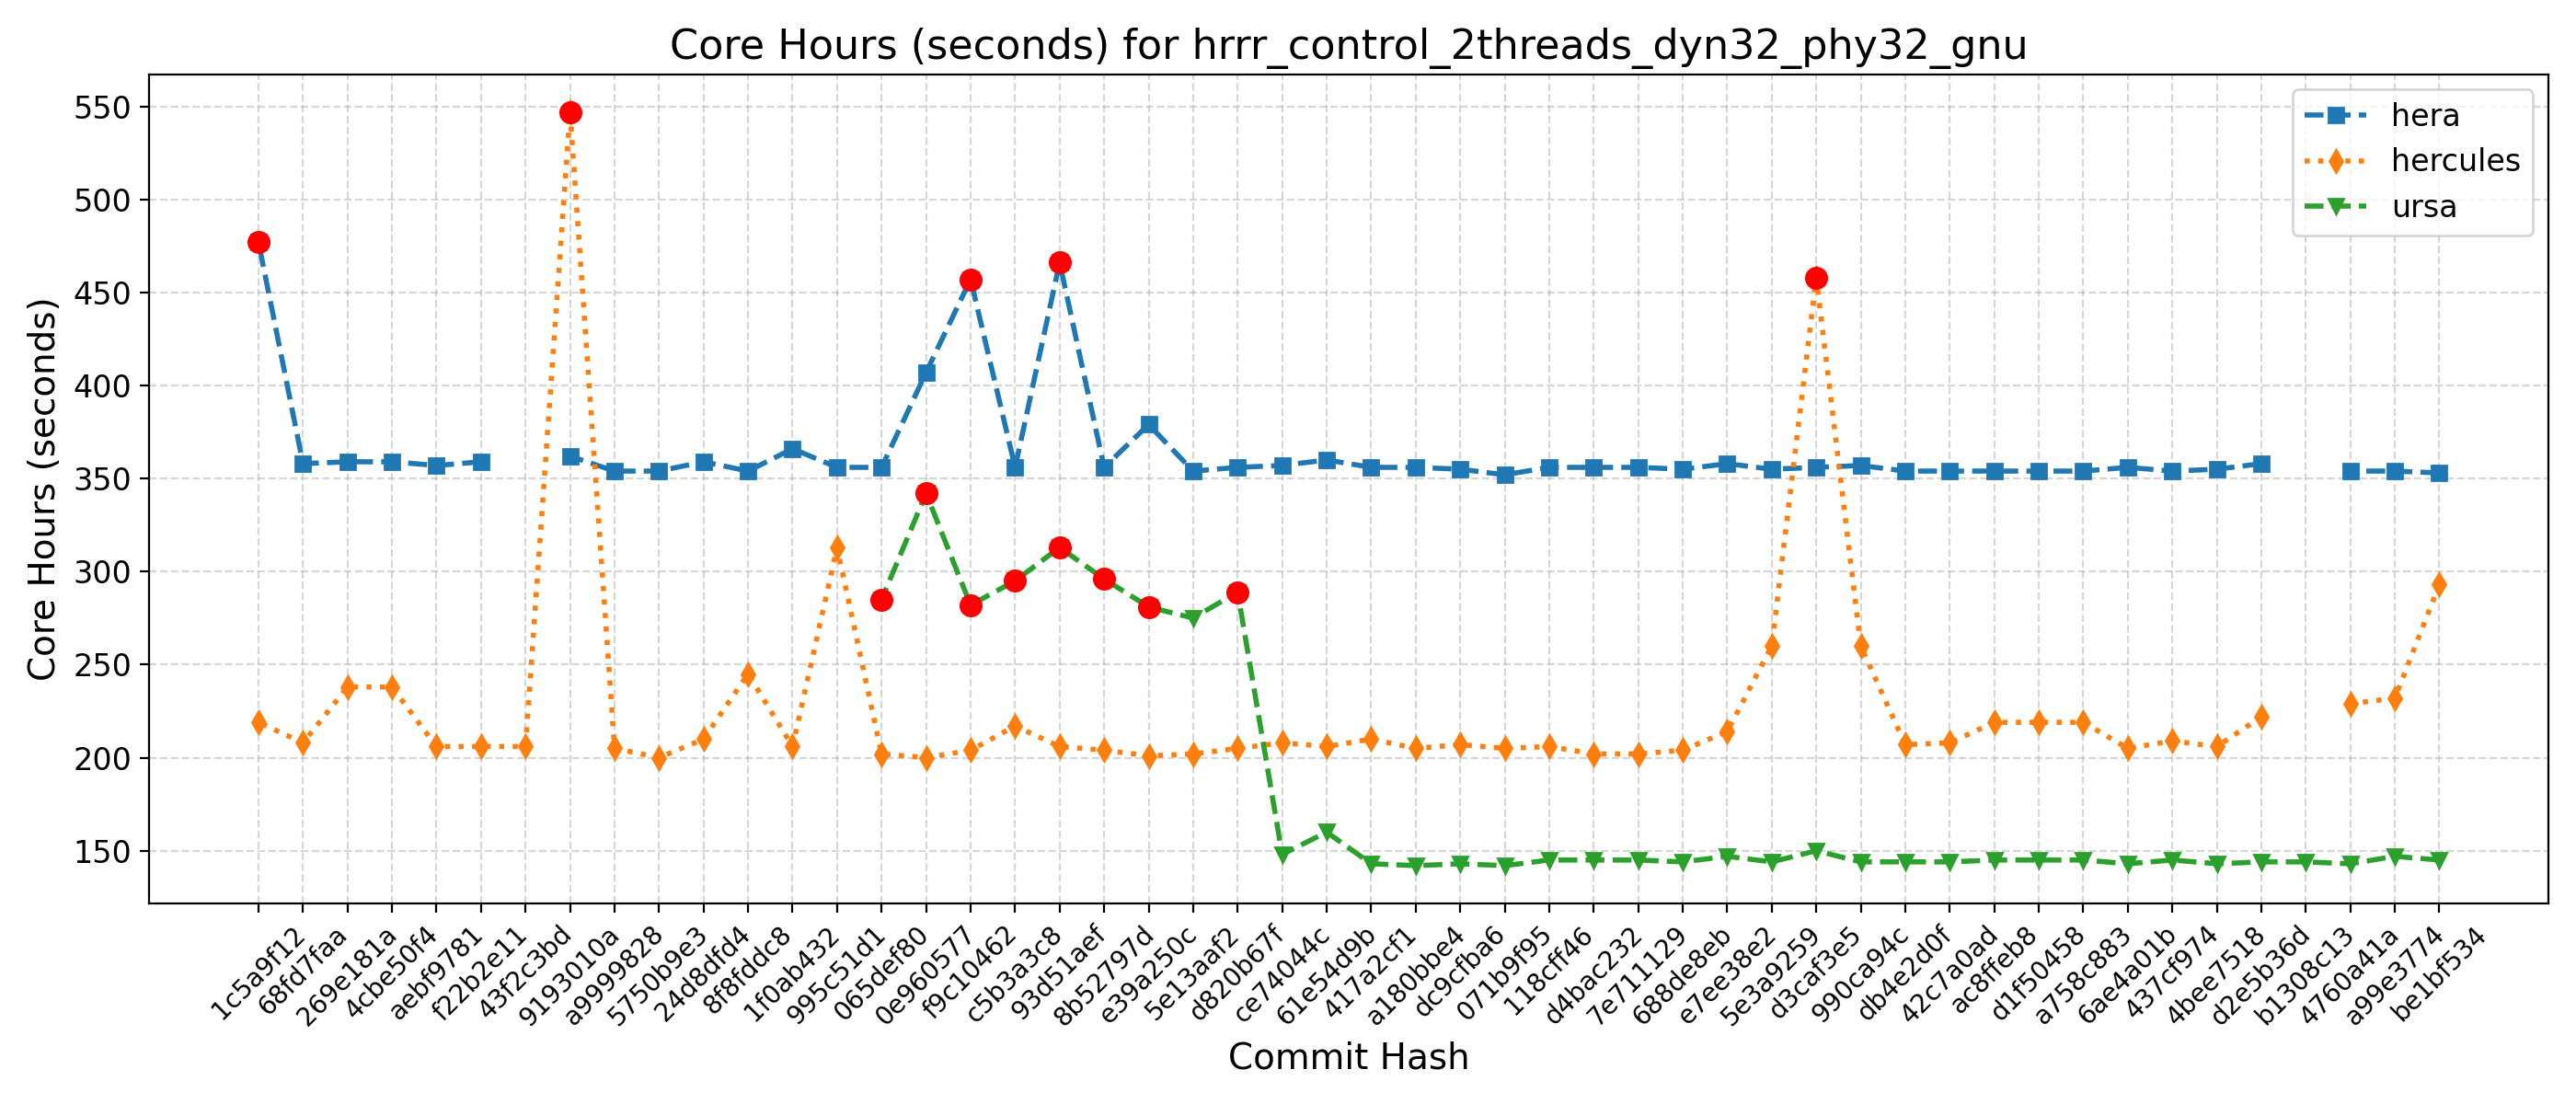 Core Hours (seconds) for hrrr_control_2threads_dyn32_phy32_gnu
550
500
450
400
350
300
250
200
150
Core Hours (seconds)
hera
hercules
ursa
1c5a9f12
68fd7faa
269e181a
4cbe50f4
aebf9781
f22b2e11
43f2c3bd
9193010a
a9999828
5750b9e3
24d8dfd4
8f8fddc8
1f0ab432
995c51d1
065def80
0e960577
f9c10462
c5b3a3c8
93d51aef
8b52797d
e39a250c
5e13aaf2
d820b67f
ce74044c
61e54d9b
417a2cf1
a180bbe4
dc9cfba6
071b9f95
118cff46
d4bac232
7e711129
688de8eb
e7ee38e2
5e3a9259
d3caf3e5
990ca94c
db4e2d0f
42c7a0ad
ac8ffeb8
d1f50458
a758c883
6ae4a01b
437cf974
4bee7518
d2e5b36d
b1308c13
4760a41a
a99e3774
be1bf534
Commit Hash